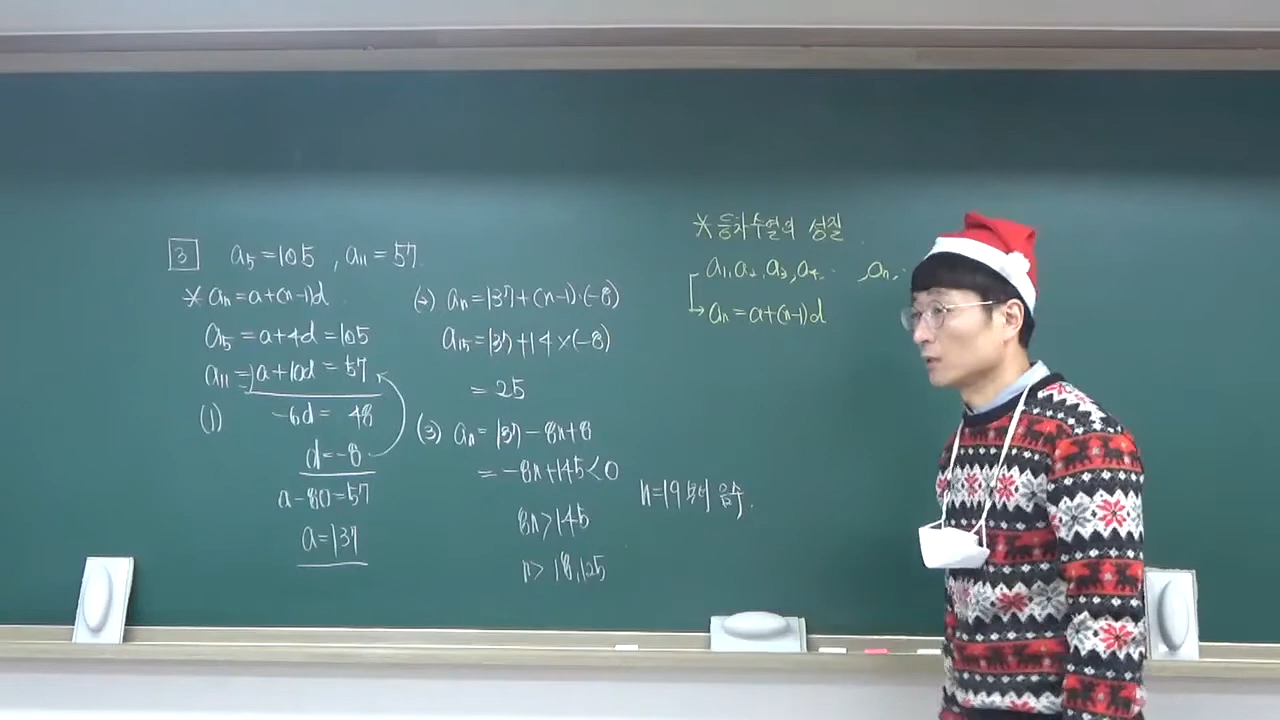 3 a₅=105 , a₁₁=57
* aₙ=a+(n-1)d
a₅=a+4d=105
a₁₁=a+10d=57
(1) -6d=48
d=-8
a-80=57
a=137
(2) aₙ=137+(n-1)·(-8)
a₁₅=137+14×(-8)
=25
(3) aₙ=137-8n+8
=-8n+145<0
8n>145
n>18.125
n=19 부터 음수.
* 등차수열의 성질
a₁,a₂,a₃,a₄… ,aₙ…
aₙ=a+(n-1)d